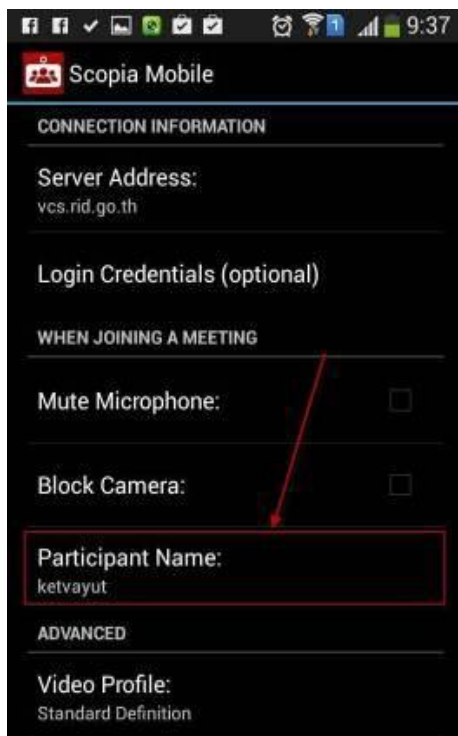 1 9:37
Scopia Mobile
CONNECTION INFORMATION
Server Address:
vcs.rid.go.th
Login Credentials (optional)
WHEN JOINING A MEETING
Mute Microphone:
Block Camera:
Participant Name:
ketvayut
ADVANCED
Video Profile:
Standard Definition